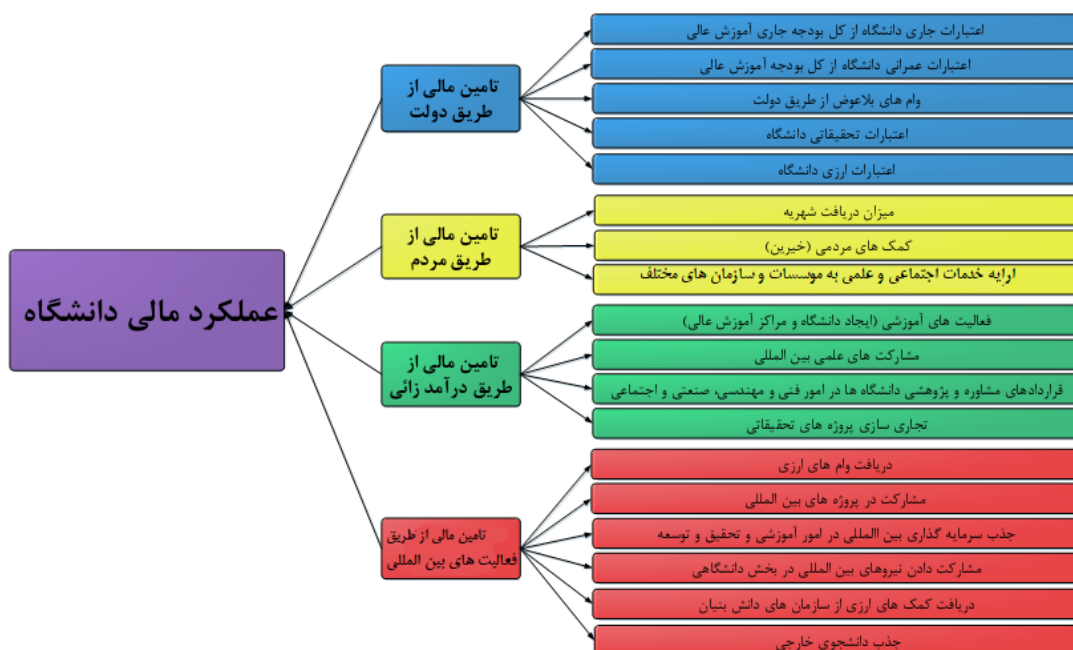 عملکرد مالی دانشگاه
تامین مالی از
طریق دولت
اعتبارات جاری دانشگاه از کل بودجه جاری آموزش عالی
اعتبارات عمرانی دانشگاه از کل بودجه آموزش عالی
وام های بلاعوض از طریق دولت
اعتبارات تحقیقاتی دانشگاه
اعتبارات ارزی دانشگاه
تامین مالی از
طریق مردم
میزان دریافت شهریه
کمک های مردمی (خیرین)
ارایه خدمات اجتماعی و علمی به موسسات و سازمان های مختلف
تامین مالی از
طریق درآمد زائی
فعالیت های آموزشی (ایجاد دانشگاه و مراکز آموزش عالی)
مشارکت های علمی بین المللی
قراردادهای مشاوره و پژوهشی دانشگاه ها در امور فنی و مهندسی، صنعتی و اجتماعی
تجاری سازی پروژه های تحقیقاتی
تامین مالی از طریق
فعالیت های بین المللی
دریافت وام های ارزی
مشارکت در پروژه های بین المللی
جذب سرمایه گذاری بین االمللی در امور آموزشی و تحقیق و توسعه
مشارکت دادن نیروهای بین المللی در بخش دانشگاهی
دریافت کمک های ارزی از سازمان های دانش بنیان
جذب دانشجوی خارجی